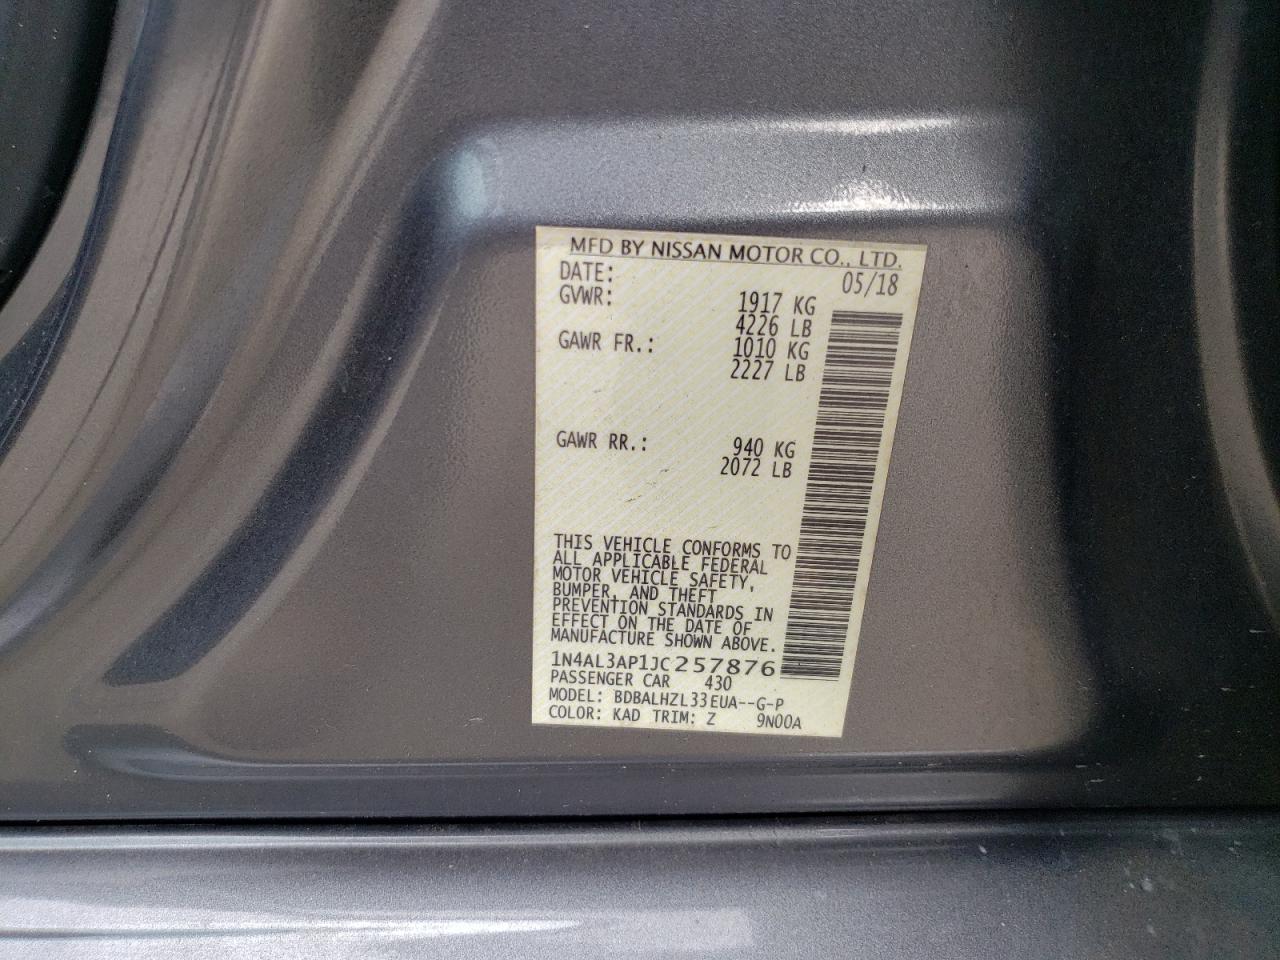 MFD BY NISSAN MOTOR CO., LTD.
DATE: 05/18
GVWR: 1917 KG
4226 LB
GAWR FR.: 1010 KG
2227 LB
GAWR RR.: 940 KG
2072 LB
THIS VEHICLE CONFORMS TO
ALL APPLICABLE FEDERAL
MOTOR VEHICLE SAFETY,
BUMPER, AND THEFT
PREVENTION STANDARDS IN
EFFECT ON THE DATE OF
MANUFACTURE SHOWN ABOVE.
1N4AL3AP1JC257876
PASSENGER CAR 430
MODEL: BDBALHZL33EUA--G-P
COLOR: KAD TRIM: Z 9N00A